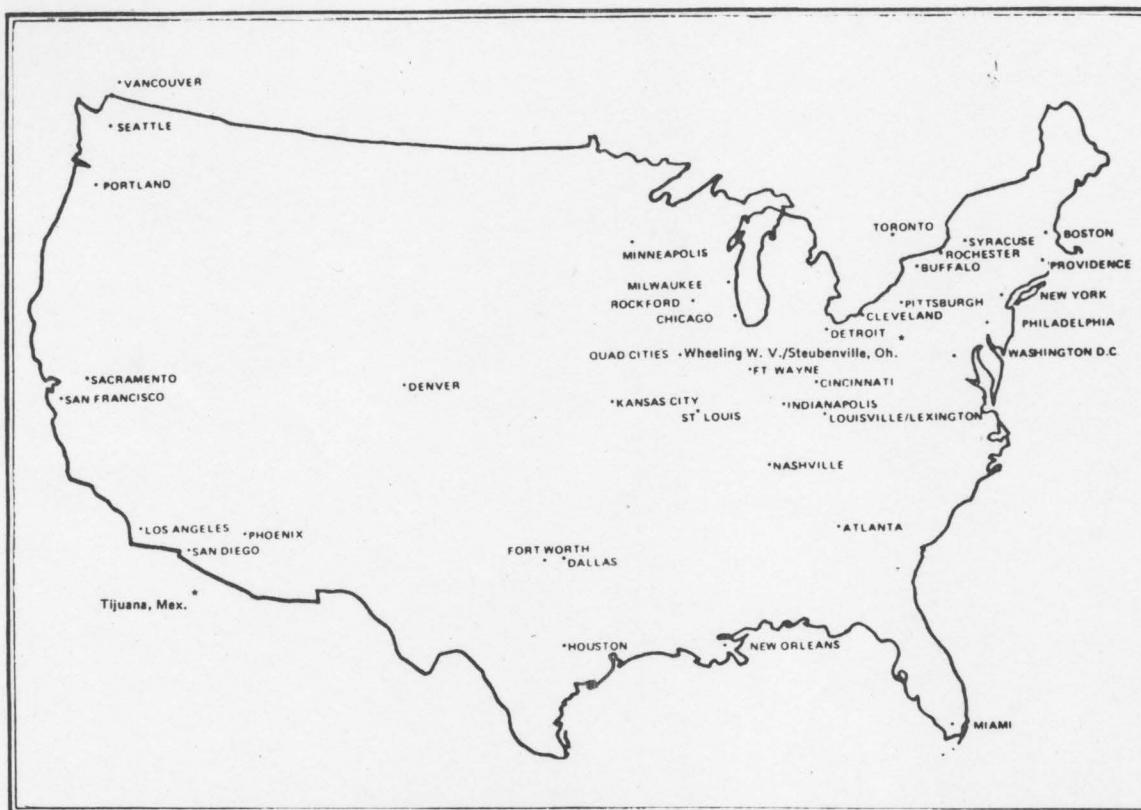 VANCOUVER
SEATTLE
PORTLAND
TORONTO
SYRACUSE
BOSTON
MINNEAPOLIS
ROCHESTER
BUFFALO
PROVIDENCE
MILWAUKEE
ROCKFORD
PITTSBURGH
NEW YORK
CHICAGO
CLEVELAND
PHILADELPHIA
DETROIT
*
QUAD CITIES
Wheeling W. V./Steubenville, Oh.
WASHINGTON D.C.
FT WAYNE
SACRAMENTO
DENVER
CINCINNATI
SAN FRANCISCO
KANSAS CITY
INDIANAPOLIS
ST LOUIS
LOUISVILLE/LEXINGTON
NASHVILLE
LOS ANGELES
PHOENIX
ATLANTA
SAN DIEGO
FORT WORTH
DALLAS
Tijuana, Mex. *
HOUSTON
NEW ORLEANS
MIAMI